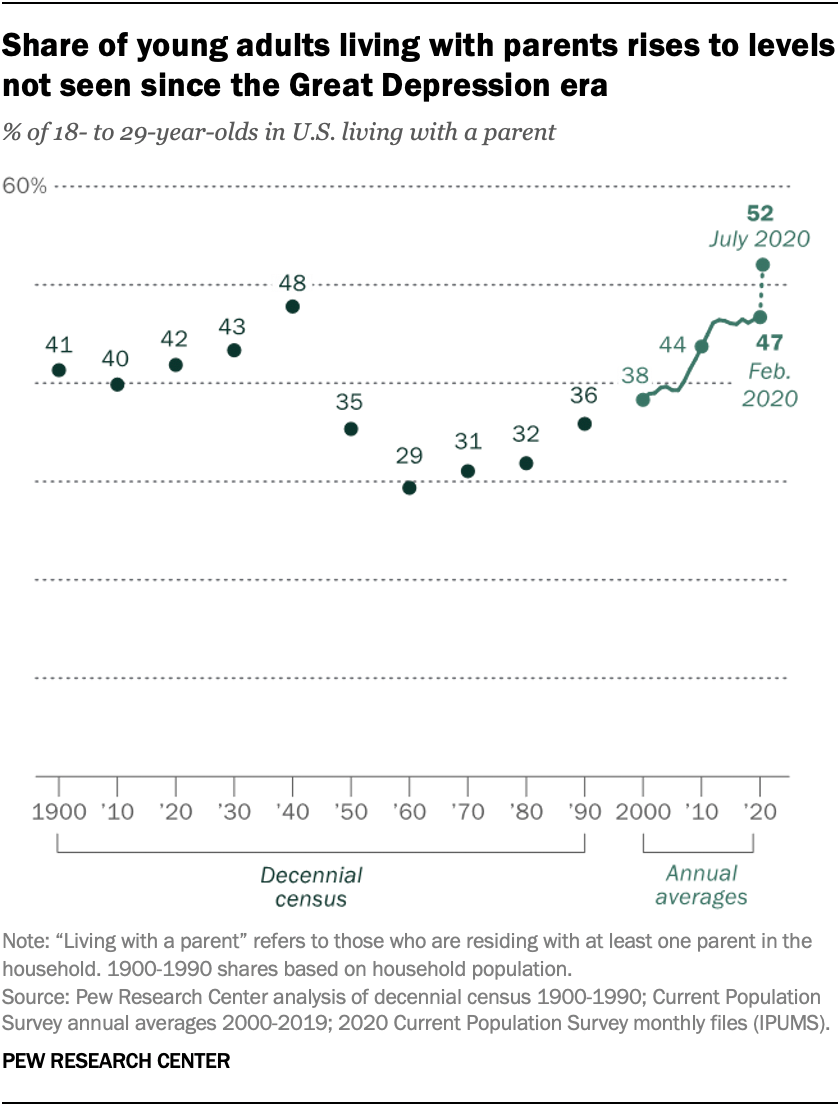 Share of young adults living with parents rises to levels
not seen since the Great Depression era
% of 18- to 29-year-olds in U.S. living with a parent
60%
52
July 2020
48
41
40
42
43
44
47
Feb.
2020
38
35
36
29
31
32
1900 ’10 ’20 ’30 ’40 ’50 ’60 ’70 ’80 ’90 2000 ’10 ’20
Decennial
census
Annual
averages
Note: “Living with a parent” refers to those who are residing with at least one parent in the
household. 1900-1990 shares based on household population.
Source: Pew Research Center analysis of decennial census 1900-1990; Current Population
Survey annual averages 2000-2019; 2020 Current Population Survey monthly files (IPUMS).
PEW RESEARCH CENTER